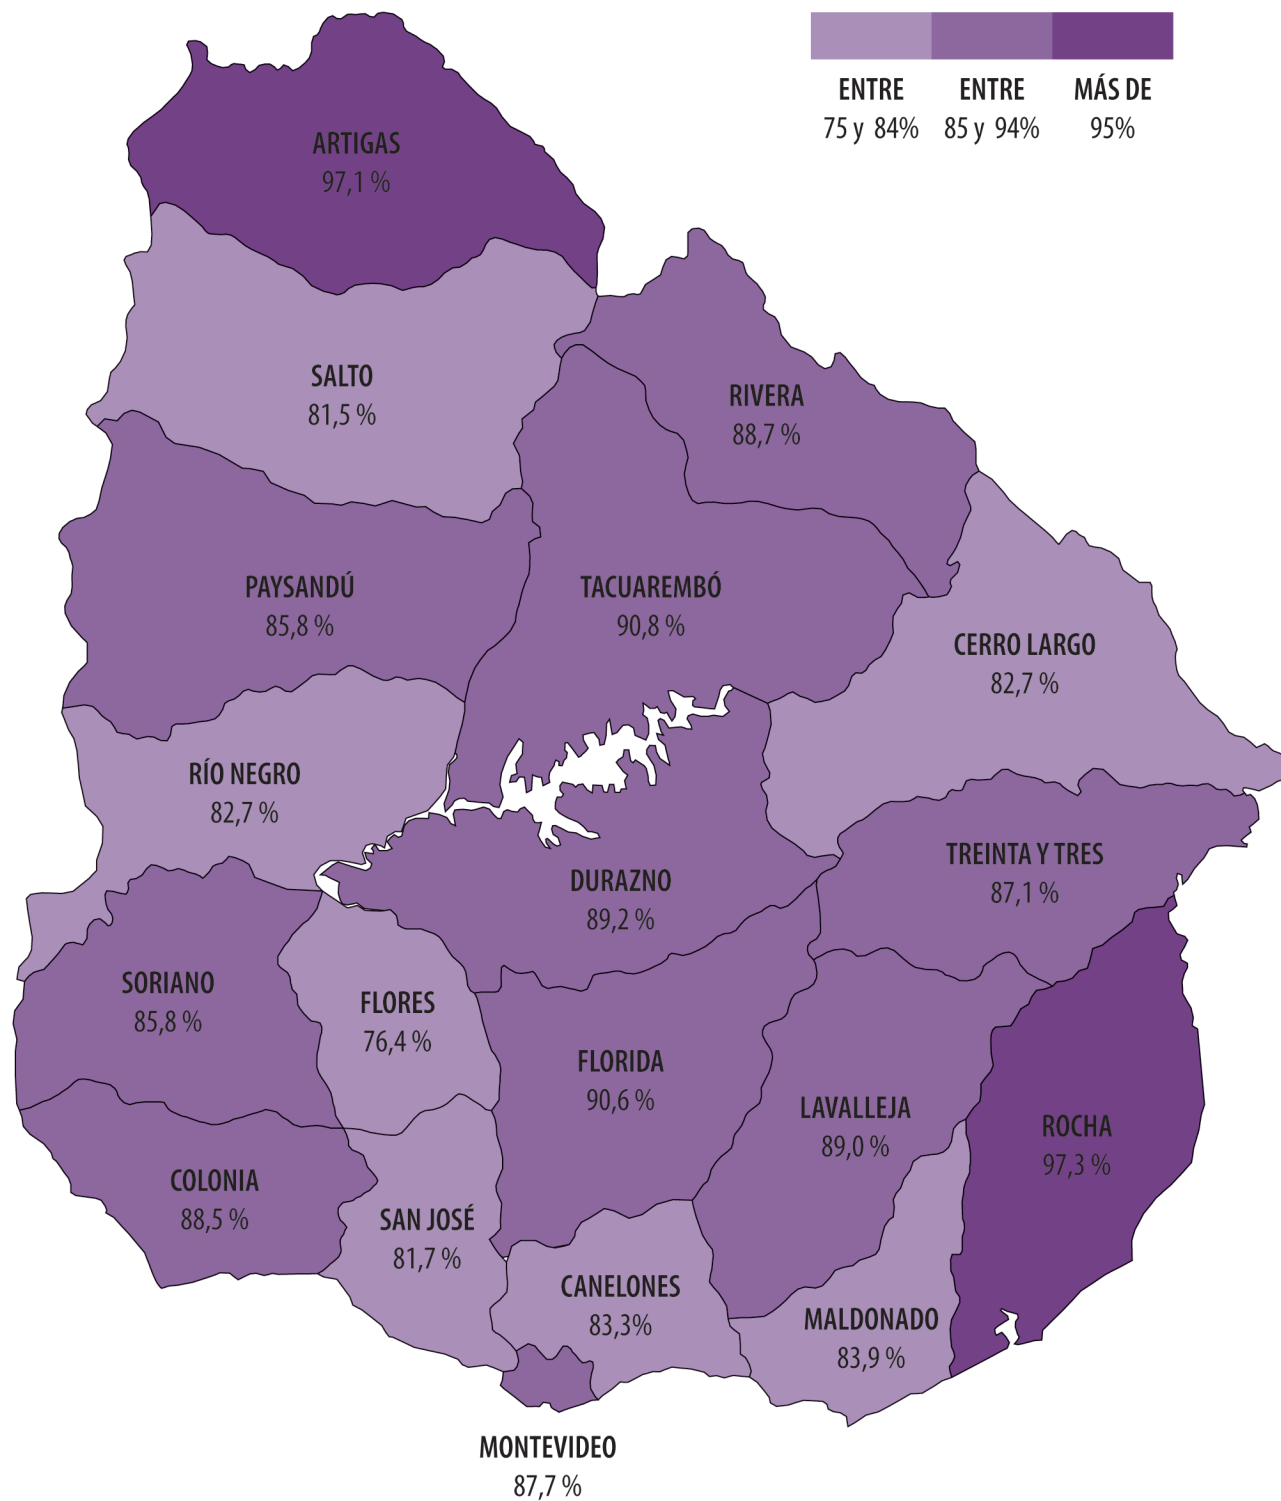 ENTRE
75 y 84%
ENTRE
85 y 94%
MÁS DE
95%
ARTIGAS
97,1 %
SALTO
81,5 %
RIVERA
88,7 %
PAYSANDÚ
85,8 %
TACUAREMBÓ
90,8 %
CERRO LARGO
82,7 %
RÍO NEGRO
82,7 %
TREINTA Y TRES
87,1 %
DURAZNO
89,2 %
SORIANO
85,8 %
FLORES
76,4 %
FLORIDA
90,6 %
LAVALLEJA
89,0 %
ROCHA
97,3 %
COLONIA
88,5 %
SAN JOSÉ
81,7 %
CANELONES
83,3%
MALDONADO
83,9 %
MONTEVIDEO
87,7 %